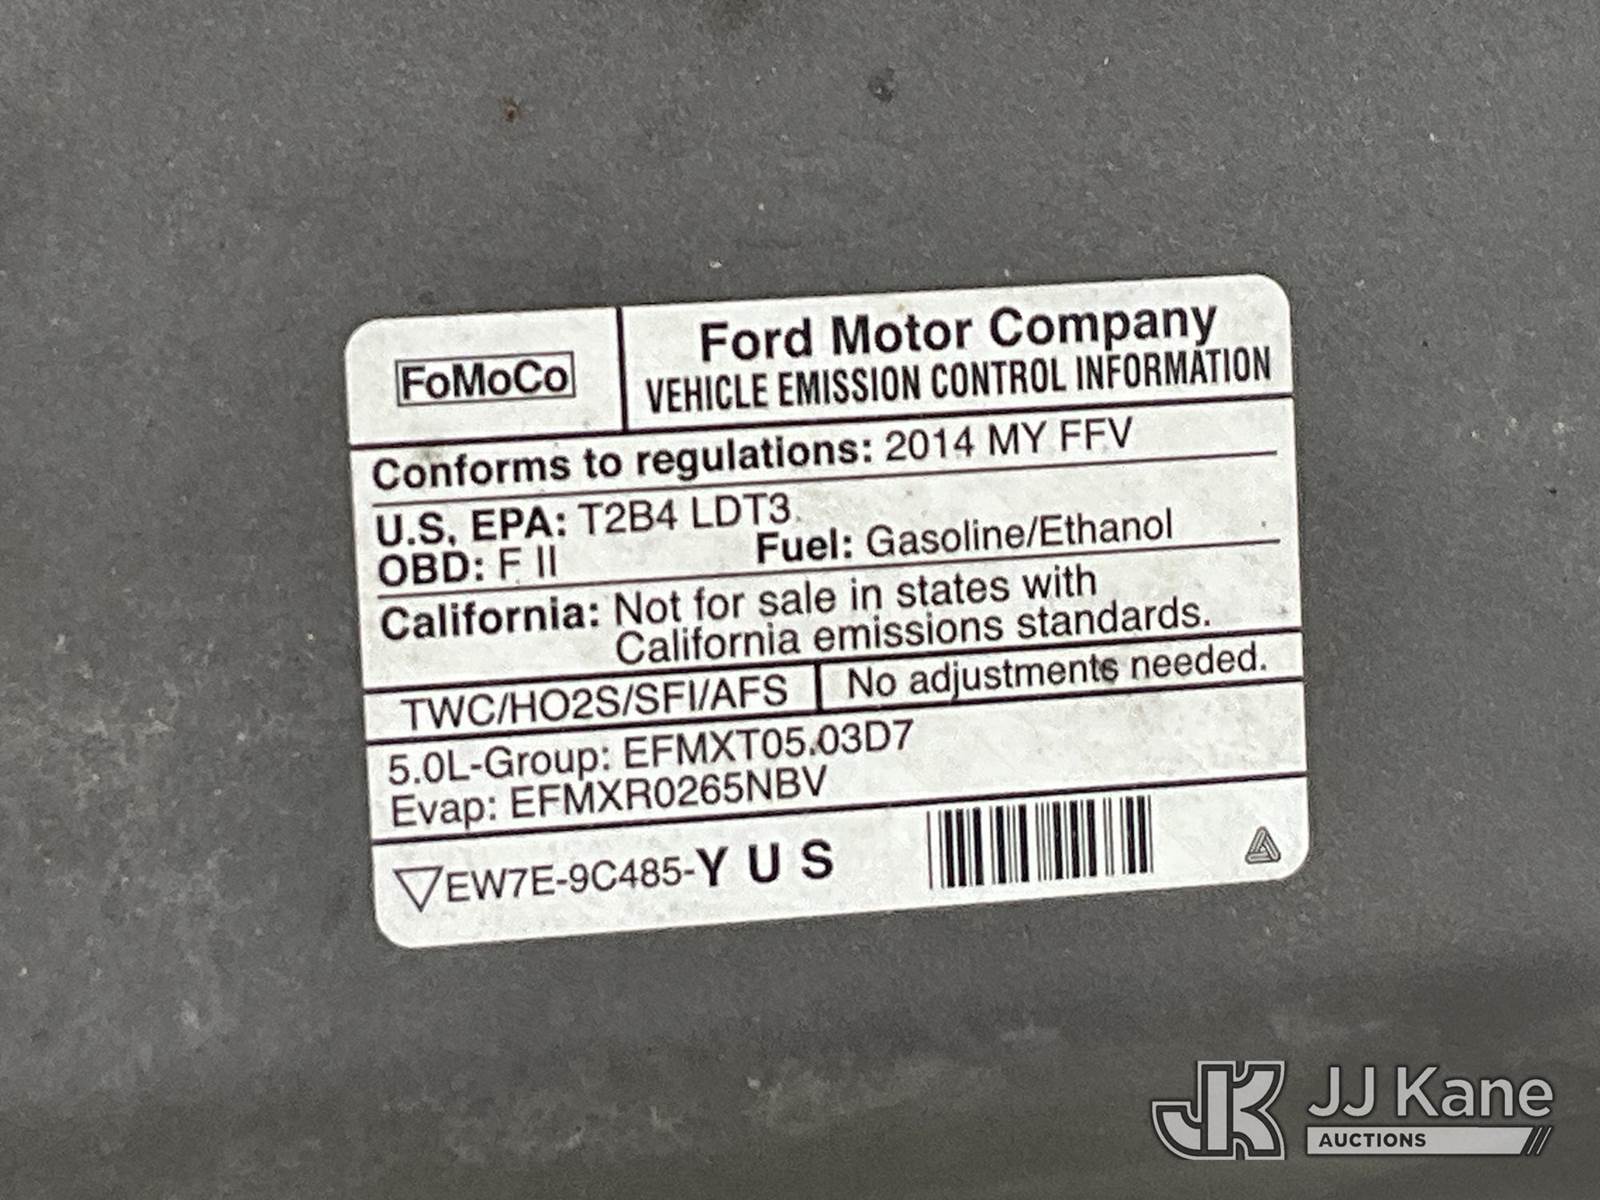 FoMoCo
Ford Motor Company
VEHICLE EMISSION CONTROL INFORMATION
Conforms to regulations: 2014 MY FFV
U.S. EPA: T2B4 LDT3
OBD: F II Fuel: Gasoline/Ethanol
California: Not for sale in states with
California emissions standards.
TWC/HO2S/SFI/AFS No adjustments needed.
5.0L-Group: EFMXT05.03D7
Evap: EFMXR0265NBV
EW7E-9C485-Y U S
JK JJ Kane
AUCTIONS